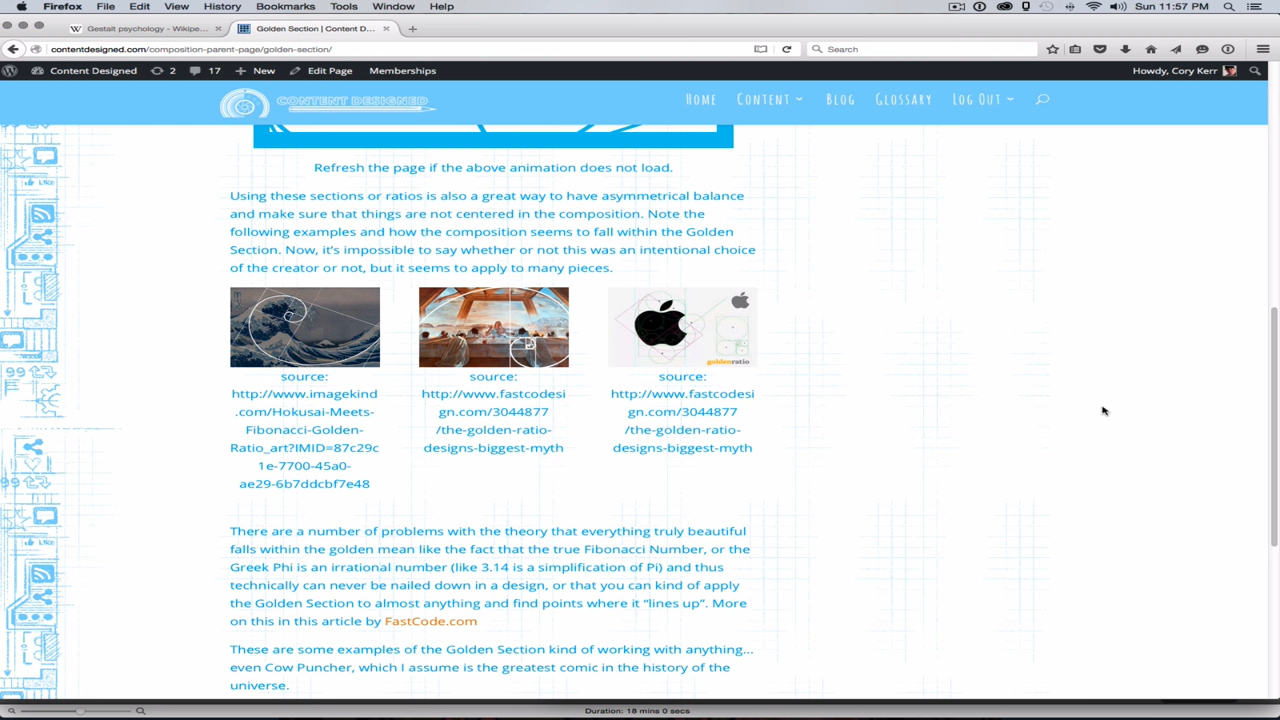 Firefox File Edit View History Bookmarks Tools Window Help Sun 11:57 PM
Gestalt psychology - Wikipe... Golden Section | Content D...
contentdesigned.com/composition-parent-page/golden-section/ Search
Content Designed 2 17 New Edit Page Memberships Howdy, Cory Kerr
CONTENT DESIGNED HOME CONTENT BLOG GLOSSARY LOG OUT
Refresh the page if the above animation does not load.
Using these sections or ratios is also a great way to have asymmetrical balance
and make sure that things are not centered in the composition. Note the
following examples and how the composition seems to fall within the Golden
Section. Now, it's impossible to say whether or not this was an intentional choice
of the creator or not, but it seems to apply to many pieces.
goldenratio
source:
http://www.imagekind
.com/Hokusai-Meets-
Fibonacci-Golden-
Ratio_art?IMID=87c29c
1e-7700-45a0-
ae29-6b7ddcbf7e48
source:
http://www.fastcodesi
gn.com/3044877
/the-golden-ratio-
designs-biggest-myth
source:
http://www.fastcodesi
gn.com/3044877
/the-golden-ratio-
designs-biggest-myth
There are a number of problems with the theory that everything truly beautiful
falls within the golden mean like the fact that the true Fibonacci Number, or the
Greek Phi is an irrational number (like 3.14 is a simplification of Pi) and thus
technically can never be nailed down in a design, or that you can kind of apply
the Golden Section to almost anything and find points where it "lines up". More
on this in this article by FastCode.com
These are some examples of the Golden Section kind of working with anything...
even Cow Puncher, which I assume is the greatest comic in the history of the
universe.
Duration: 18 mins 0 secs